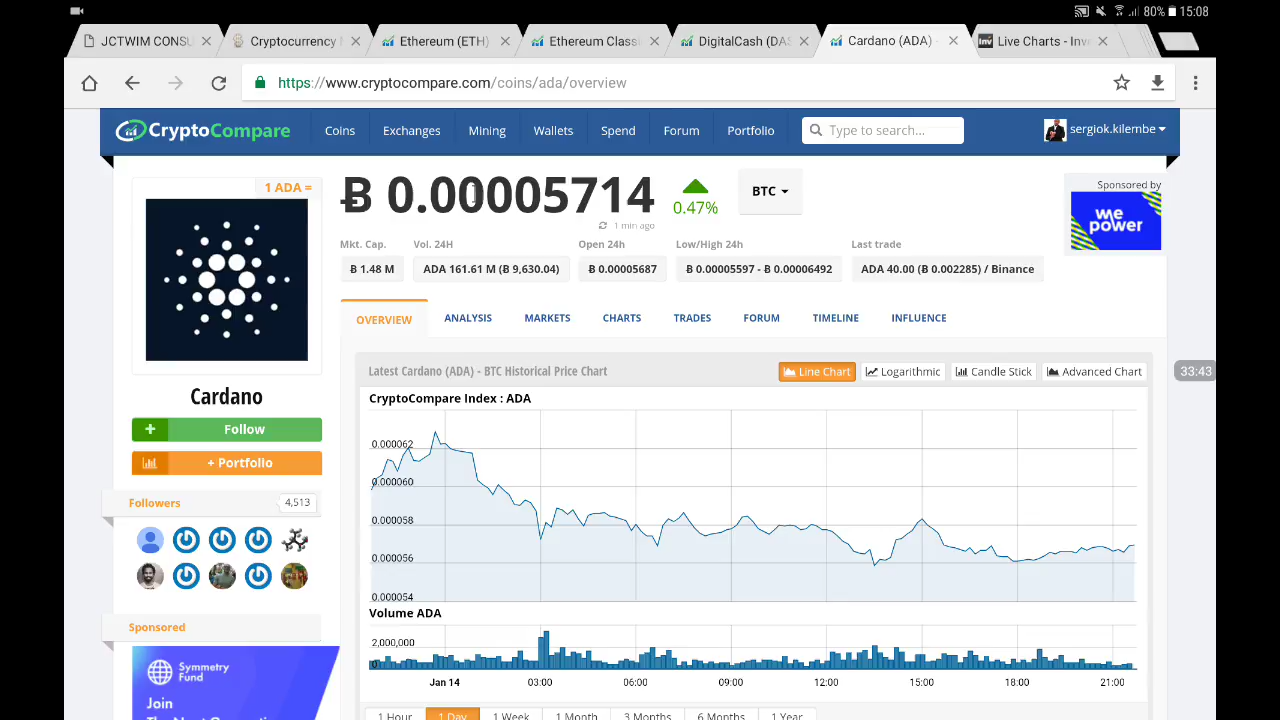 80% 15:08
JCTWIM CONSU
Cryptocurrency M
Ethereum (ETH)
Ethereum Classi
DigitalCash (DAS
Cardano (ADA) -
Live Charts - Inve
https://www.cryptocompare.com/coins/ada/overview
CryptoCompare
Coins Exchanges Mining Wallets Spend Forum Portfolio Type to search... sergiok.kilembe
1 ADA =
Ƀ 0.00005714
0.47%
BTC
1 min ago
Sponsored by
we power
Mkt. Cap. Vol. 24H Open 24h Low/High 24h Last trade
Ƀ 1.48 M ADA 161.61 M (Ƀ 9,630.04) Ƀ 0.00005687 Ƀ 0.00005597 - Ƀ 0.00006492 ADA 40.00 (Ƀ 0.002285) / Binance
OVERVIEW ANALYSIS MARKETS CHARTS TRADES FORUM TIMELINE INFLUENCE
Cardano
+ Follow
+ Portfolio
Followers 4,513
Sponsored
Symmetry
Fund
Join
Latest Cardano (ADA) - BTC Historical Price Chart
Line Chart Logarithmic Candle Stick Advanced Chart
33:43
CryptoCompare Index : ADA
0.000062
0.000060
0.000058
0.000056
0.000054
Volume ADA
2,000,000
0
Jan 14 03:00 06:00 09:00 12:00 15:00 18:00 21:00
1 Hour 1 Day 1 Week 1 Month 3 Months 6 Months 1 Year